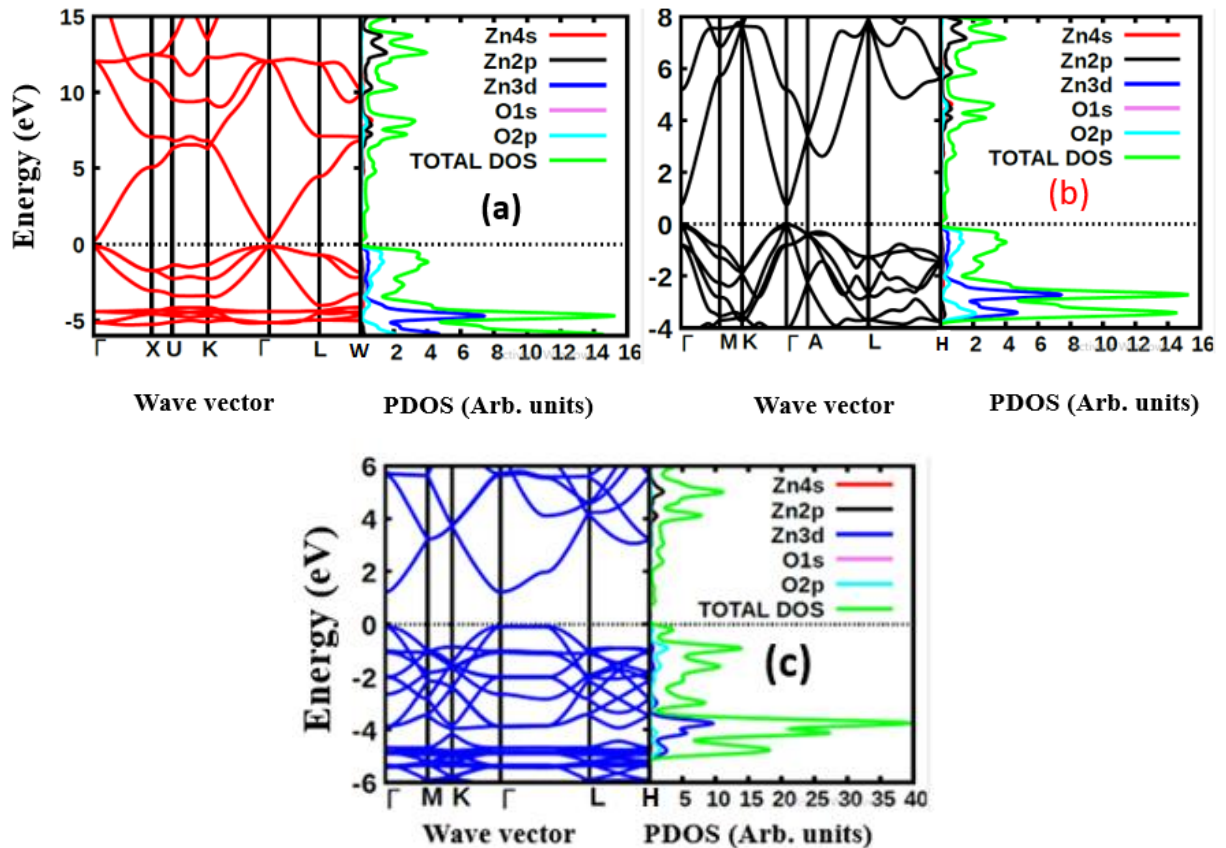 15
10
5
0
-5
Energy (eV)
Γ X U K Γ L W
2 4 6 8 10 12 14 16
Zn4s
Zn2p
Zn3d
O1s
O2p
TOTAL DOS
(a)
Wave vector
PDOS (Arb. units)
8
6
4
2
0
-2
-4
Γ M K Γ A L H
2 4 6 8 10 12 14 16
Zn4s
Zn2p
Zn3d
O1s
O2p
TOTAL DOS
(b)
Wave vector
PDOS (Arb. units)
6
4
2
0
-2
-4
-6
Energy (eV)
Γ M K Γ L H
5 10 15 20 25 30 35 40
Zn4s
Zn2p
Zn3d
O1s
O2p
TOTAL DOS
(c)
Wave vector
PDOS (Arb. units)